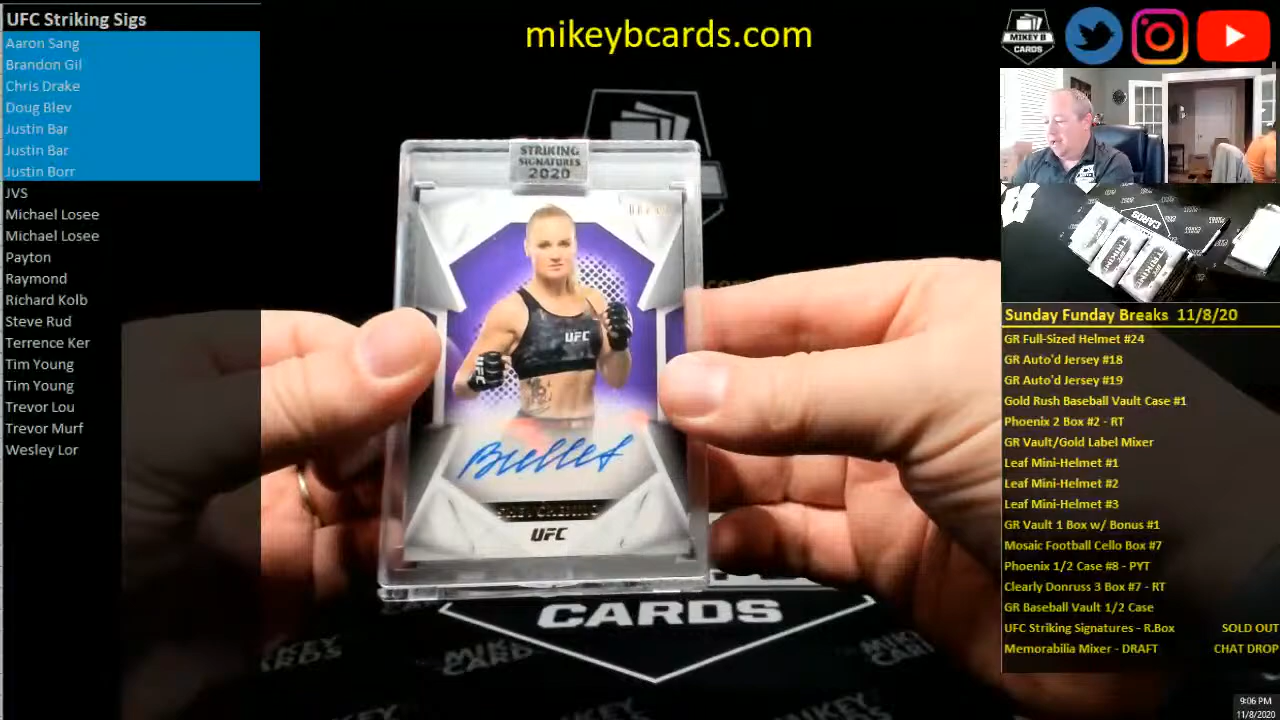 UFC Striking Sigs
Aaron Sang
Brandon Gil
Chris Drake
Doug Blev
Justin Bar
Justin Bar
Justin Borr
JVS
Michael Losee
Michael Losee
Payton
Raymond
Richard Kolb
Steve Rud
Terrence Ker
Tim Young
Tim Young
Trevor Lou
Trevor Murf
Wesley Lor
mikeybcards.com
STRIKING
SIGNATURES
2020
UFC
UFC
Bullet
UFC
CARDS
MIKEY B
CARDS
Sunday Funday Breaks 11/8/20
GR Full-Sized Helmet #24
GR Auto'd Jersey #18
GR Auto'd Jersey #19
Gold Rush Baseball Vault Case #1
Phoenix 2 Box #2 - RT
GR Vault/Gold Label Mixer
Leaf Mini-Helmet #1
Leaf Mini-Helmet #2
Leaf Mini-Helmet #3
GR Vault 1 Box w/ Bonus #1
Mosaic Football Cello Box #7
Phoenix 1/2 Case #8 - PYT
Clearly Donruss 3 Box #7 - RT
GR Baseball Vault 1/2 Case
UFC Striking Signatures - R.Box SOLD OUT
Memorabilia Mixer - DRAFT CHAT DROP
9:06 PM
11/8/2020